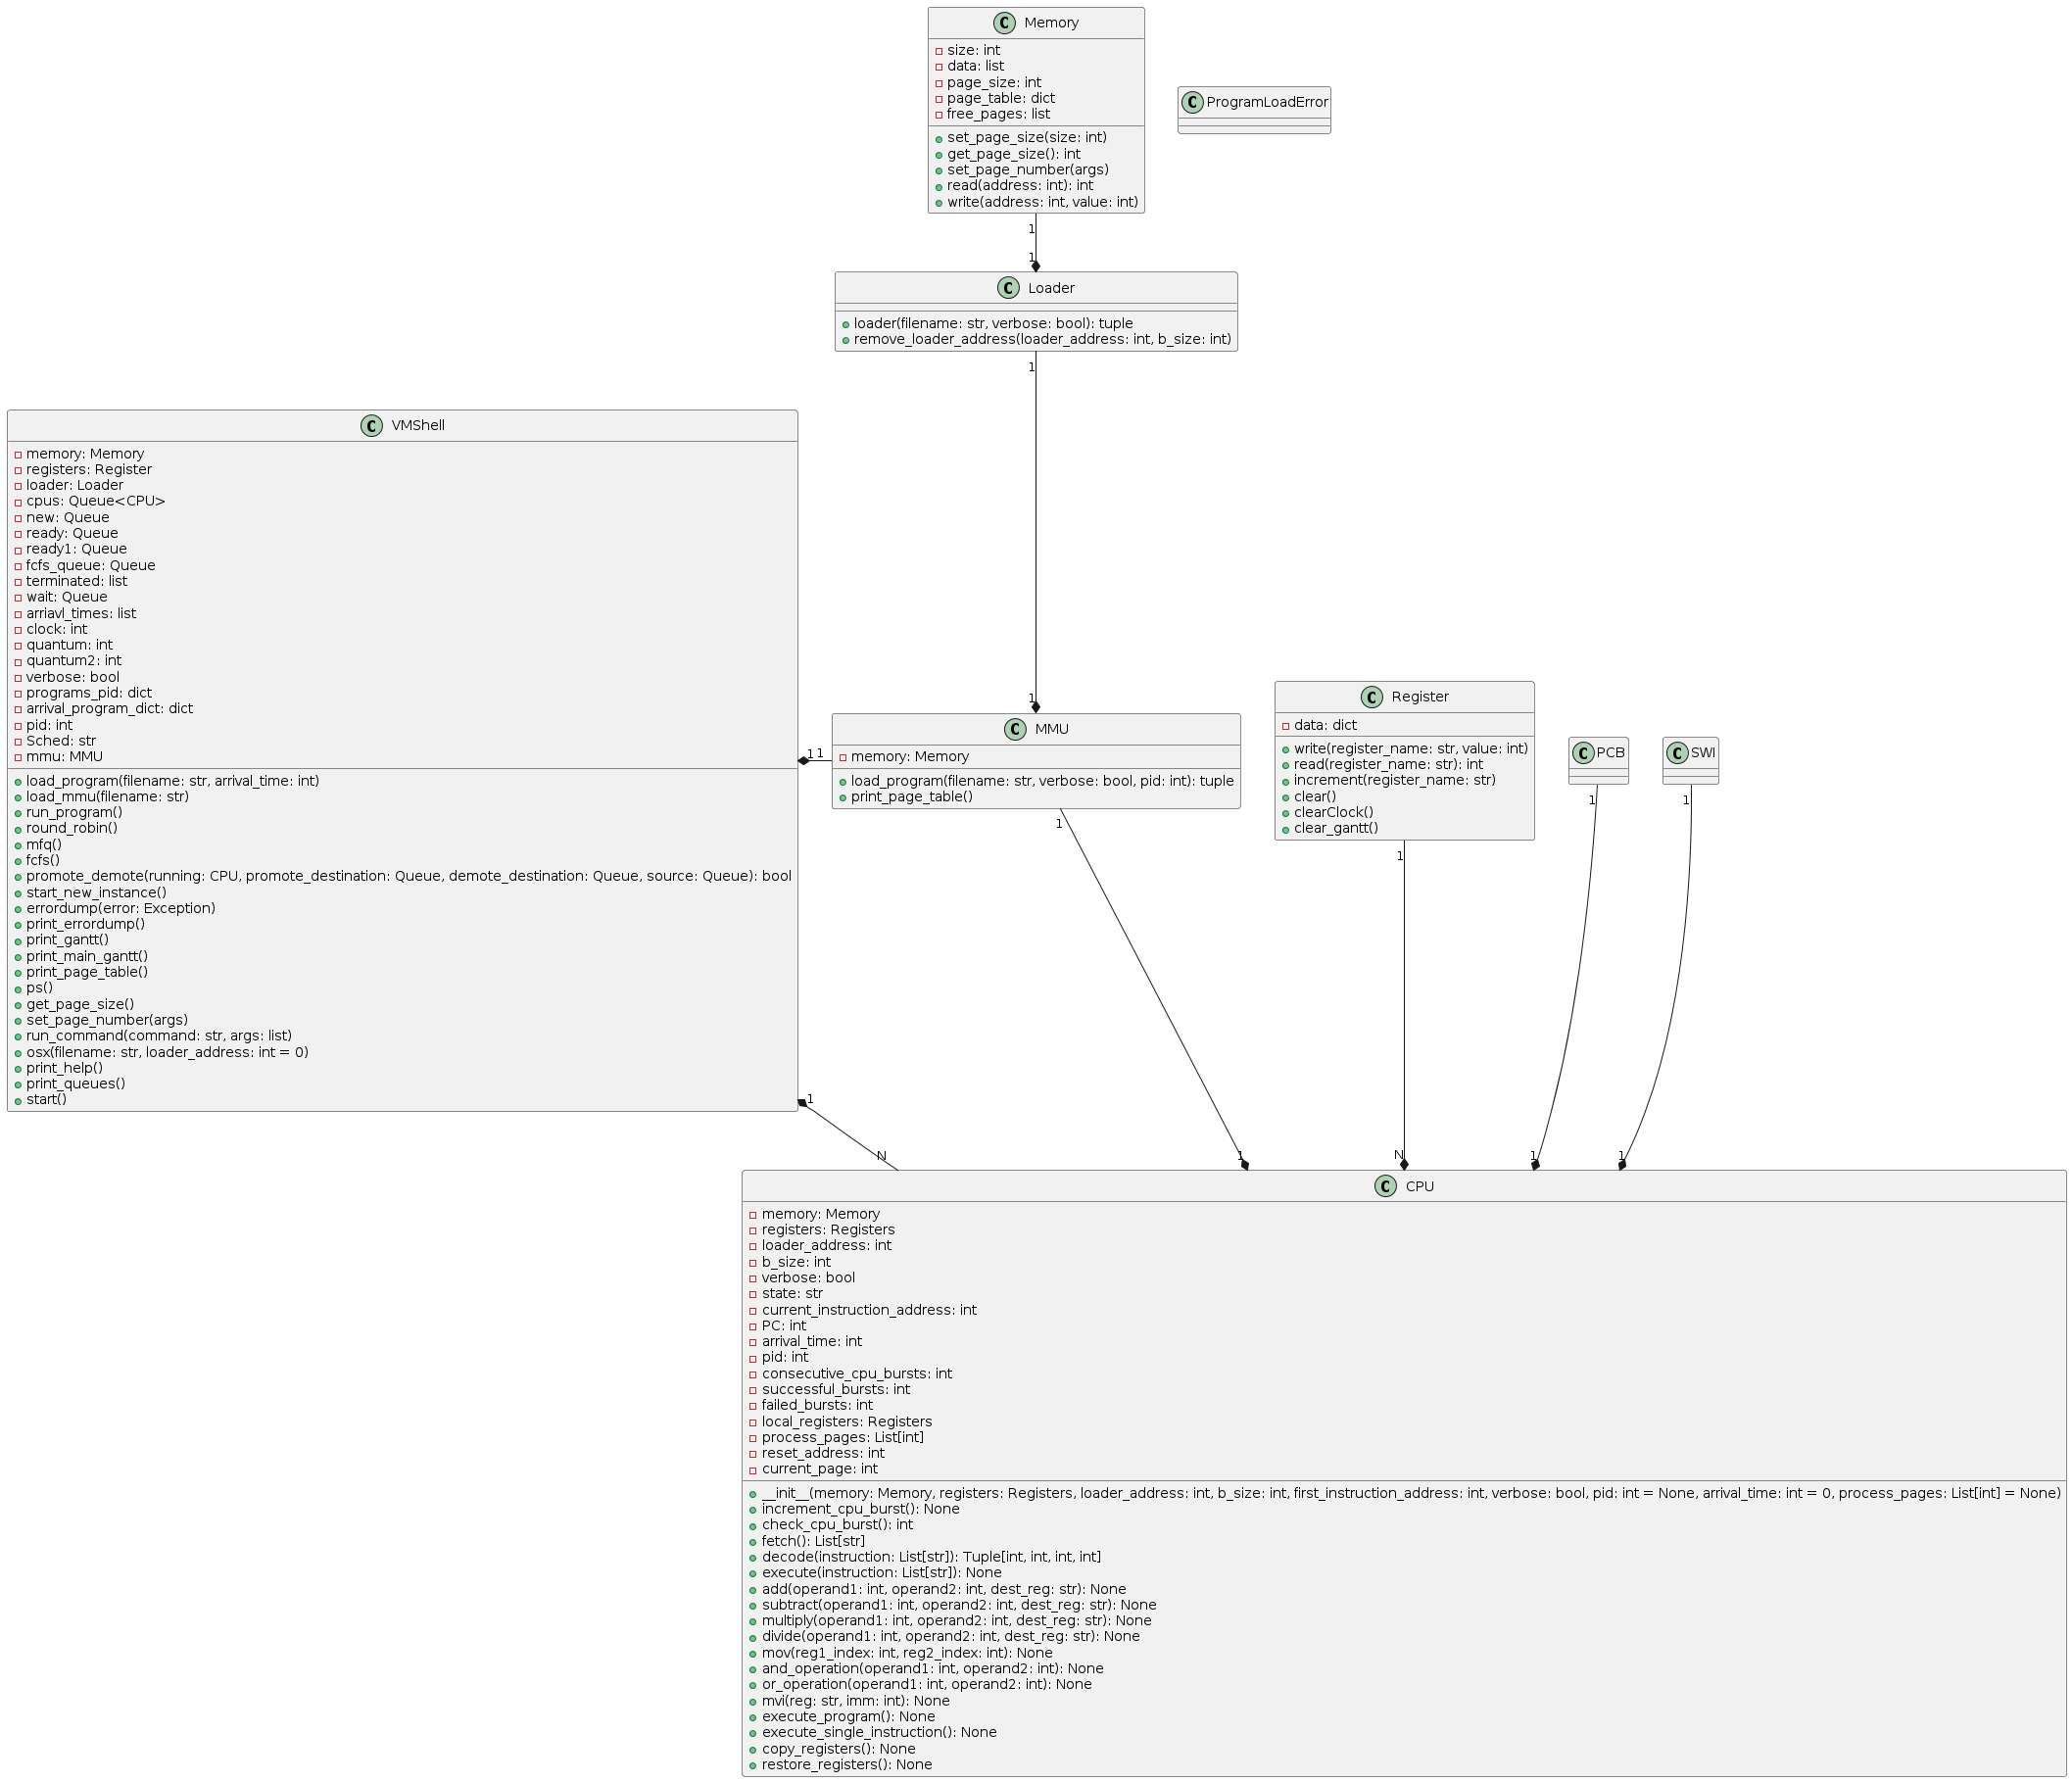 C Memory
size: int
data: list
page_size: int
page_table: dict
free_pages: list
set_page_size(size: int)
get_page_size(): int
set_page_number(args)
read(address: int): int
write(address: int, value: int)
C ProgramLoadError
1
1
C Loader
loader(filename: str, verbose: bool): tuple
remove_loader_address(loader_address: int, b_size: int)
1
1
C VMShell
memory: Memory
registers: Register
loader: Loader
cpus: Queue<CPU>
new: Queue
ready: Queue
ready1: Queue
fcfs_queue: Queue
terminated: list
wait: Queue
arriavl_times: list
clock: int
quantum: int
quantum2: int
verbose: bool
programs_pid: dict
arrival_program_dict: dict
pid: int
Sched: str
mmu: MMU
load_program(filename: str, arrival_time: int)
load_mmu(filename: str)
run_program()
round_robin()
mfq()
fcfs()
promote_demote(running: CPU, promote_destination: Queue, demote_destination: Queue, source: Queue): bool
start_new_instance()
errordump(error: Exception)
print_errordump()
print_gantt()
print_main_gantt()
print_page_table()
ps()
get_page_size()
set_page_number(args)
run_command(command: str, args: list)
osx(filename: str, loader_address: int = 0)
print_help()
print_queues()
start()
1 1
C MMU
memory: Memory
load_program(filename: str, verbose: bool, pid: int): tuple
print_page_table()
C Register
data: dict
write(register_name: str, value: int)
read(register_name: str): int
increment(register_name: str)
clear()
clearClock()
clear_gantt()
C PCB
C SWI
1
1
1
1
1
N
1
N
1
1
C CPU
memory: Memory
registers: Registers
loader_address: int
b_size: int
verbose: bool
state: str
current_instruction_address: int
PC: int
arrival_time: int
pid: int
consecutive_cpu_bursts: int
successful_bursts: int
failed_bursts: int
local_registers: Registers
process_pages: List[int]
reset_address: int
current_page: int
__init__(memory: Memory, registers: Registers, loader_address: int, b_size: int, first_instruction_address: int, verbose: bool, pid: int = None, arrival_time: int = 0, process_pages: List[int] = None)
increment_cpu_burst(): None
check_cpu_burst(): int
fetch(): List[str]
decode(instruction: List[str]): Tuple[int, int, int, int]
execute(instruction: List[str]): None
add(operand1: int, operand2: int, dest_reg: str): None
subtract(operand1: int, operand2: int, dest_reg: str): None
multiply(operand1: int, operand2: int, dest_reg: str): None
divide(operand1: int, operand2: int, dest_reg: str): None
mov(reg1_index: int, reg2_index: int): None
and_operation(operand1: int, operand2: int): None
or_operation(operand1: int, operand2: int): None
mvi(reg: str, imm: int): None
execute_program(): None
execute_single_instruction(): None
copy_registers(): None
restore_registers(): None